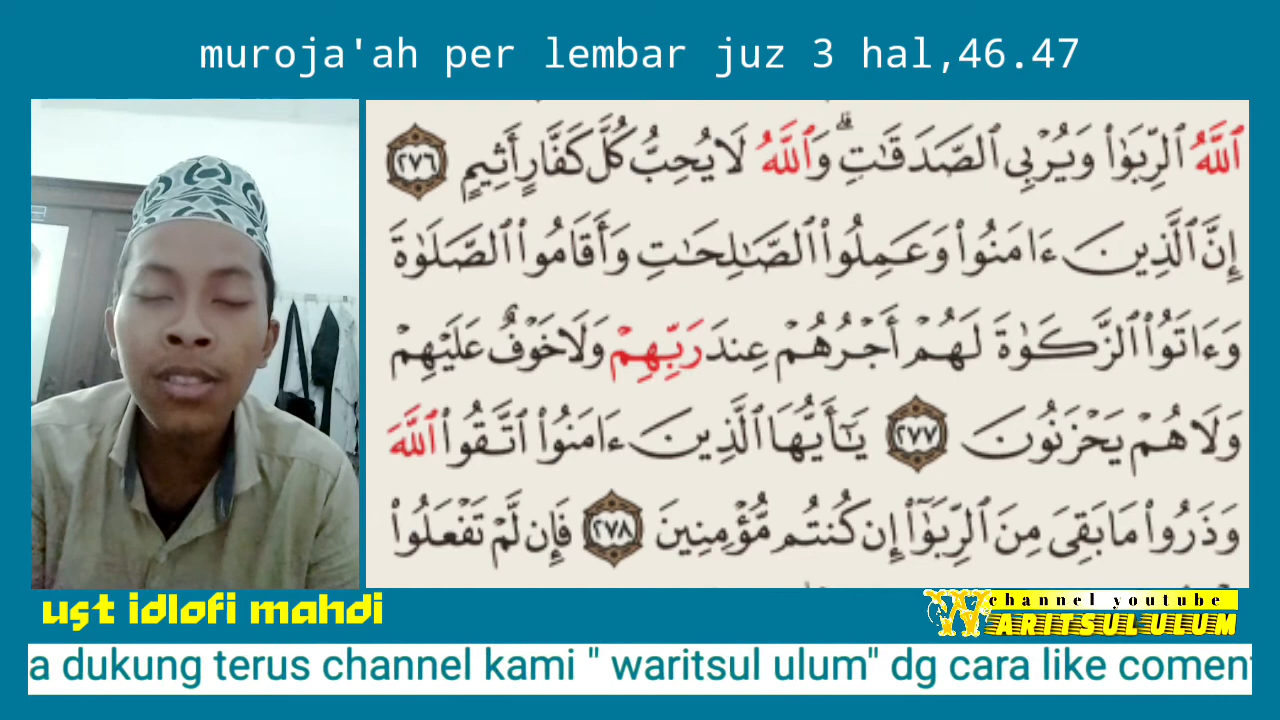 muroja'ah per lembar juz 3 hal,46.47
ٱللَّهُ ٱلرِّبَوٰا۟ وَيُرْبِى ٱلصَّدَقَـٰتِ ۗ وَٱللَّهُ لَا يُحِبُّ كُلَّ كَفَّارٍ أَثِيمٍ ٢٧٦
إِنَّ ٱلَّذِينَ ءَامَنُوا۟ وَعَمِلُوا۟ ٱلصَّـٰلِحَـٰتِ وَأَقَامُوا۟ ٱلصَّلَوٰةَ
وَءَاتَوُا۟ ٱلزَّكَوٰةَ لَهُمْ أَجْرُهُمْ عِندَ رَبِّهِمْ وَلَا خَوْفٌ عَلَيْهِمْ
وَلَا هُمْ يَحْزَنُونَ ٢٧٧ يَـٰٓأَيُّهَا ٱلَّذِينَ ءَامَنُوا۟ ٱتَّقُوا۟ ٱللَّهَ
وَذَرُوا۟ مَا بَقِىَ مِنَ ٱلرِّبَوٰٓا۟ إِن كُنتُم مُّؤْمِنِينَ ٢٧٨ فَإِن لَّمْ تَفْعَلُوا۟
ust idlofi mahdi
channel youtube
WARITSUL ULUM
a dukung terus channel kami " waritsul ulum" dg cara like coment